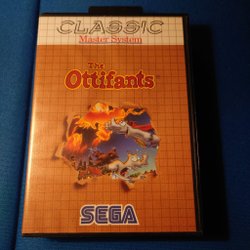 CLASSIC
Master System
The
Ottifants
SEGA